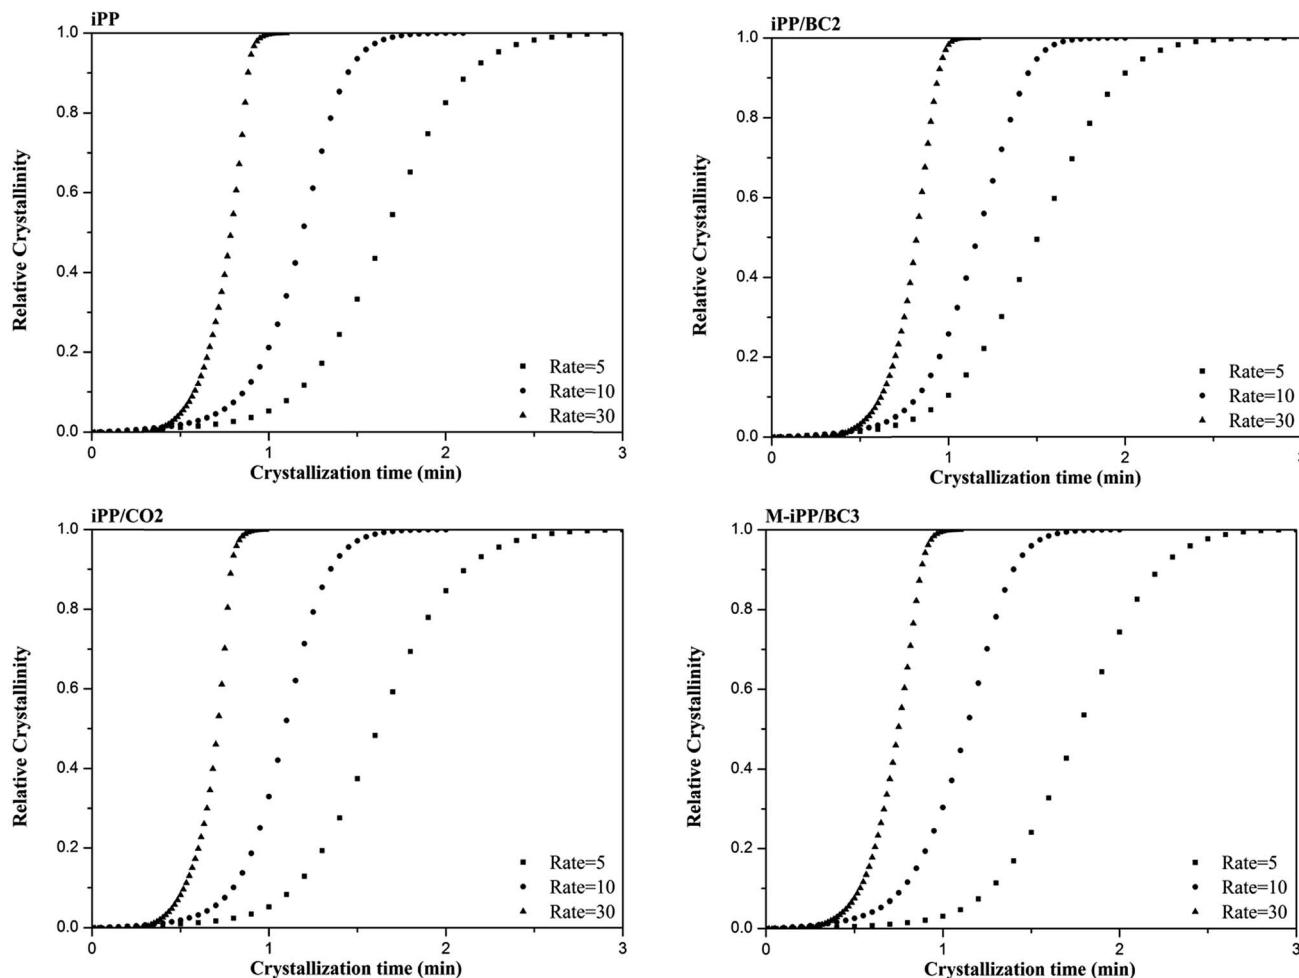 iPP
1.0
0.8
0.6
0.4
0.2
0.0
0
1
2
3
Relative Crystallinity
Crystallization time (min)
Rate=5
Rate=10
Rate=30
iPP/BC2
1.0
0.8
0.6
0.4
0.2
0.0
0
1
2
3
Relative Crystallinity
Crystallization time (min)
Rate=5
Rate=10
Rate=30
iPP/CO2
1.0
0.8
0.6
0.4
0.2
0.0
0
1
2
3
Relative Crystallinity
Crystallization time (min)
Rate=5
Rate=10
Rate=30
M-iPP/BC3
1.0
0.8
0.6
0.4
0.2
0.0
0
1
2
3
Relative Crystallinity
Crystallization time (min)
Rate=5
Rate=10
Rate=30